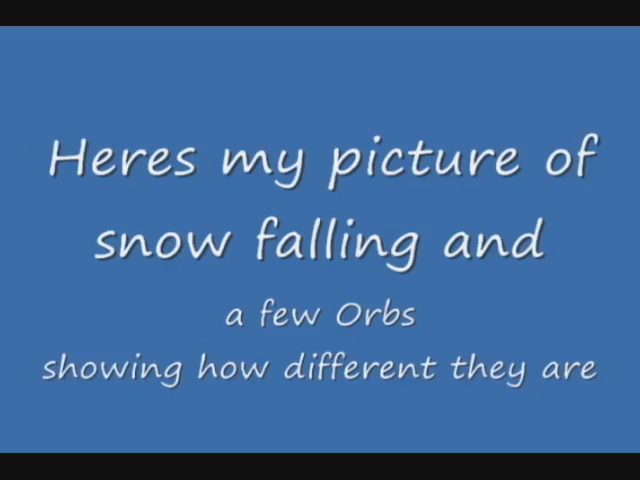 Heres my picture of
snow falling and
a few Orbs
showing how different they are